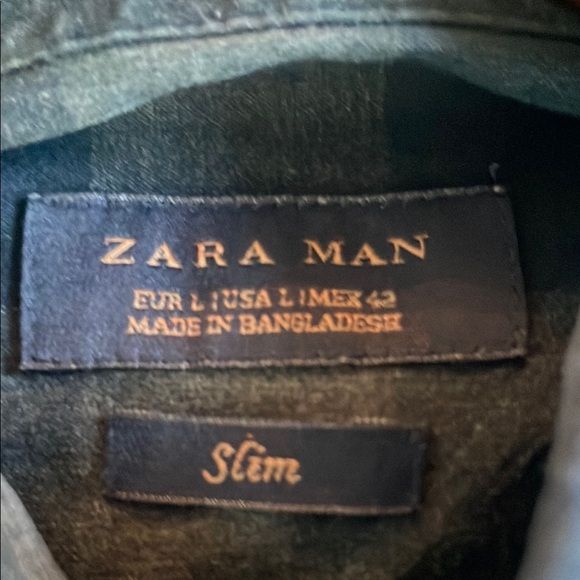 ZARA MAN
EUR L | USA L | MEX 42
MADE IN BANGLADESH
Slim